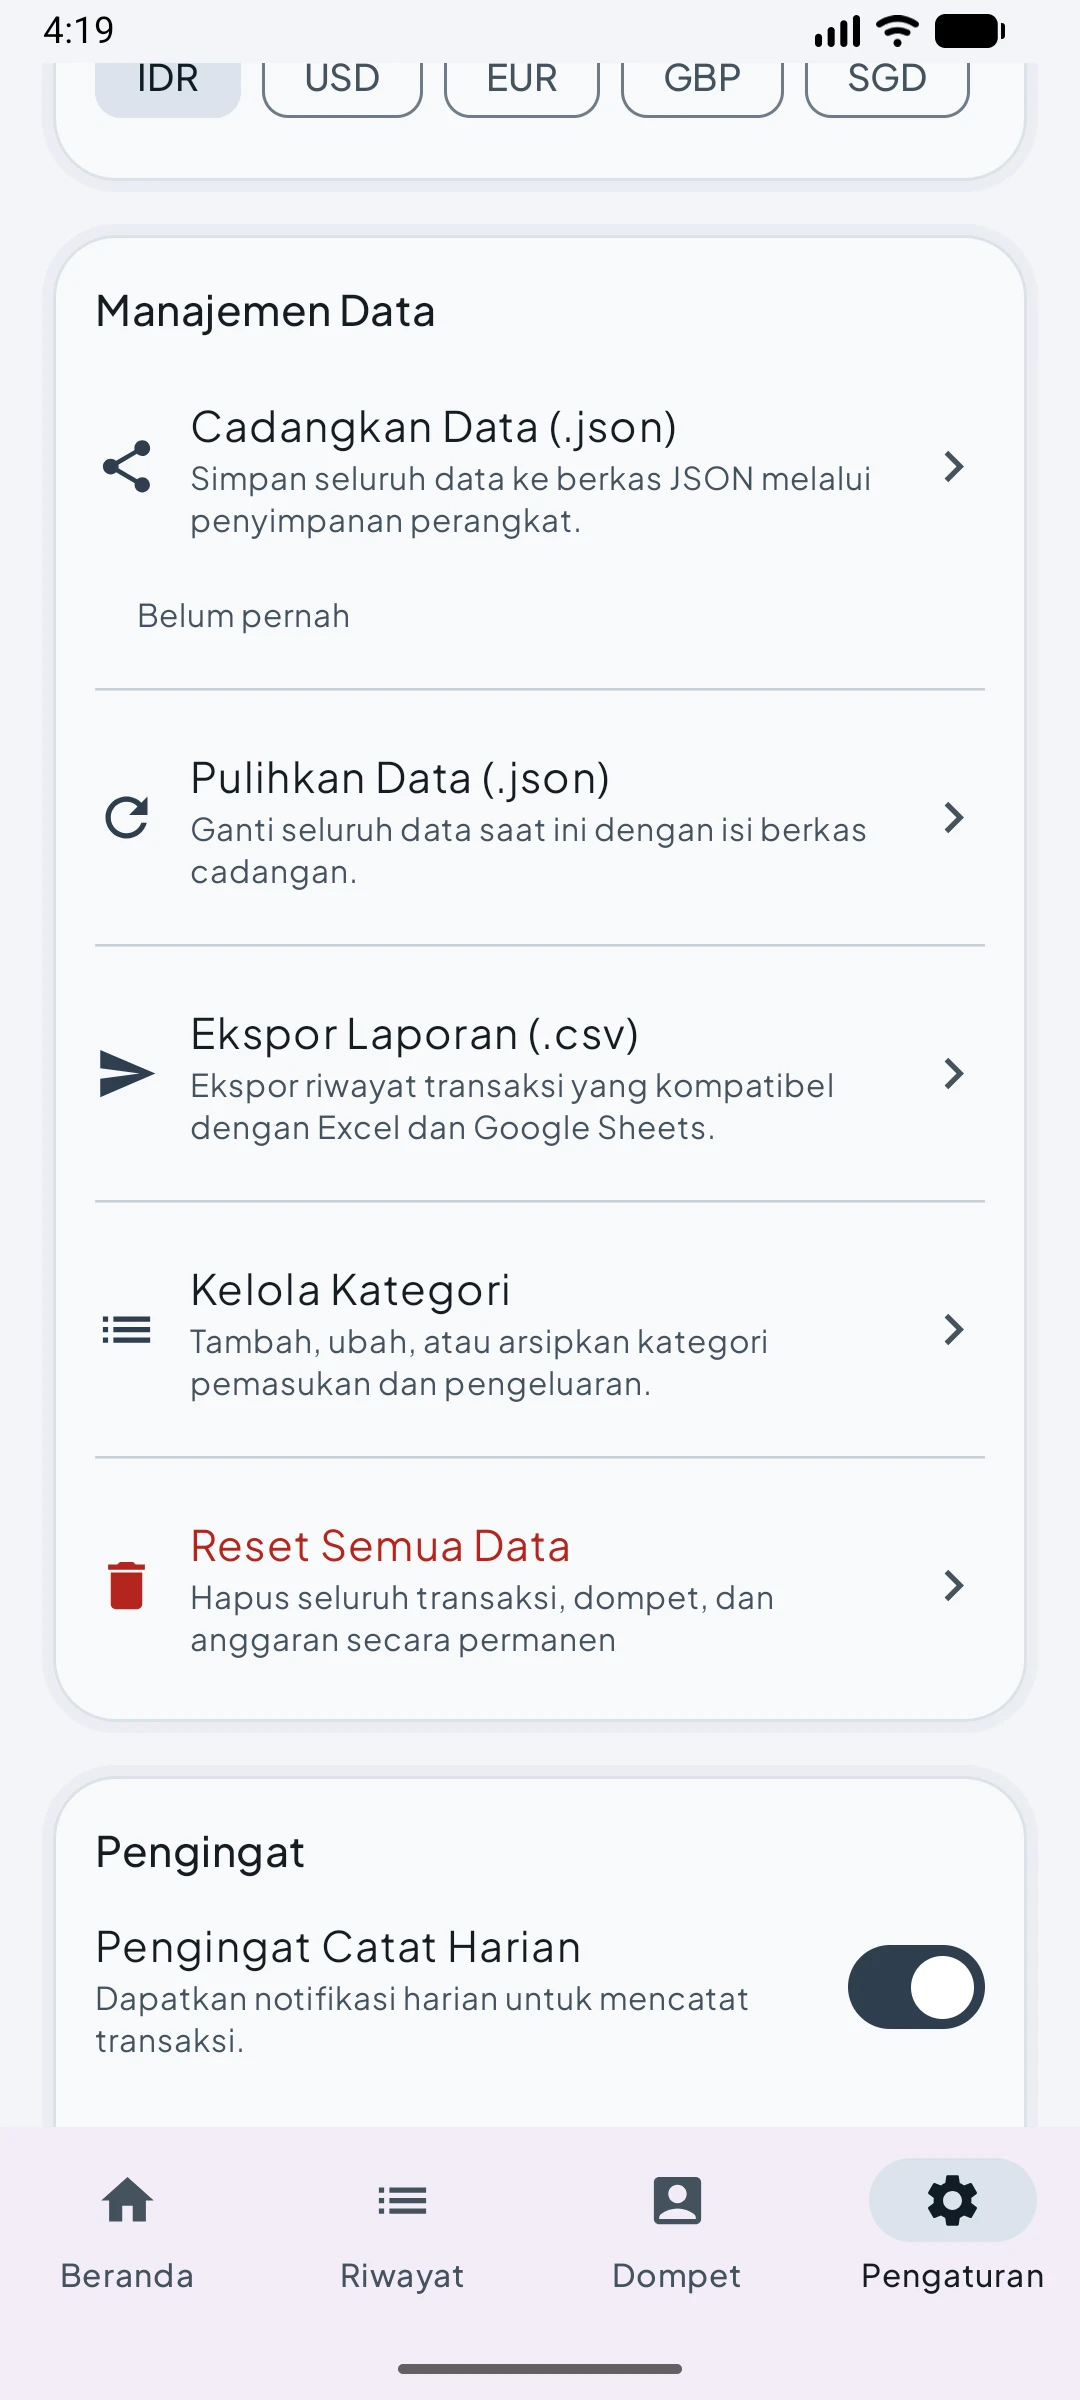 4:19
IDR USD EUR GBP SGD
Manajemen Data
Cadangkan Data (.json)
Simpan seluruh data ke berkas JSON melalui
penyimpanan perangkat.
Belum pernah
Pulihkan Data (.json)
Ganti seluruh data saat ini dengan isi berkas
cadangan.
Ekspor Laporan (.csv)
Ekspor riwayat transaksi yang kompatibel
dengan Excel dan Google Sheets.
Kelola Kategori
Tambah, ubah, atau arsipkan kategori
pemasukan dan pengeluaran.
Reset Semua Data
Hapus seluruh transaksi, dompet, dan
anggaran secara permanen
Pengingat
Pengingat Catat Harian
Dapatkan notifikasi harian untuk mencatat
transaksi.
Beranda Riwayat Dompet Pengaturan